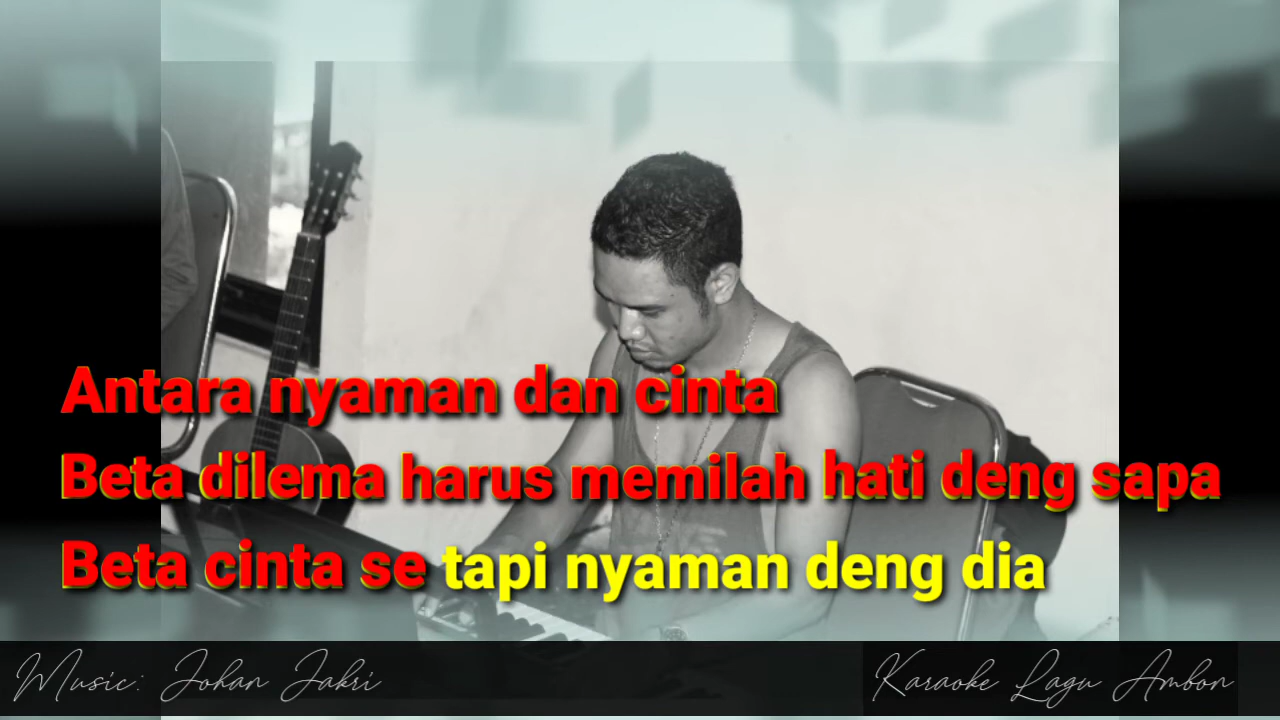 Antara nyaman dan cinta
Beta dilema harus memilah hati deng sapa
Beta cinta se tapi nyaman deng dia
Music: Johan Jakri
Karaoke Lagu Ambon